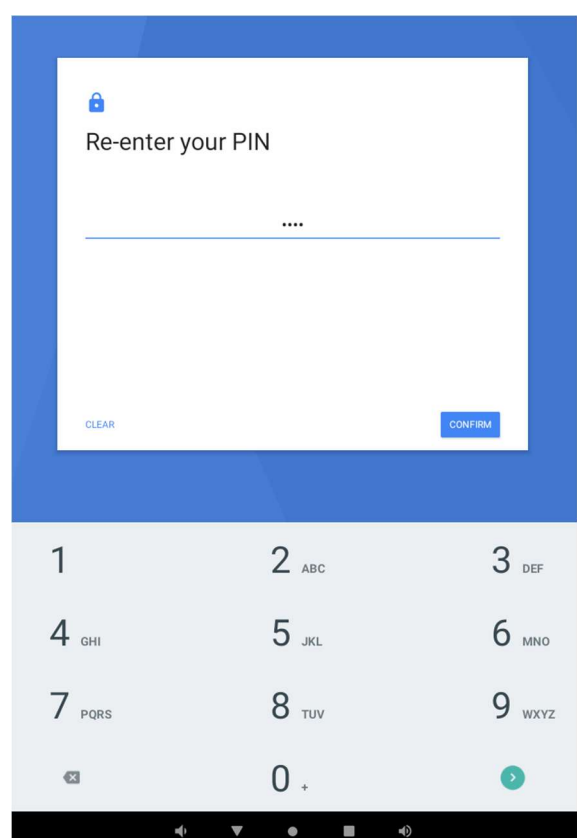 Re-enter your PIN
••••
CLEAR CONFIRM
1 2 ABC 3 DEF
4 GHI 5 JKL 6 MNO
7 PQRS 8 TUV 9 WXYZ
0 +